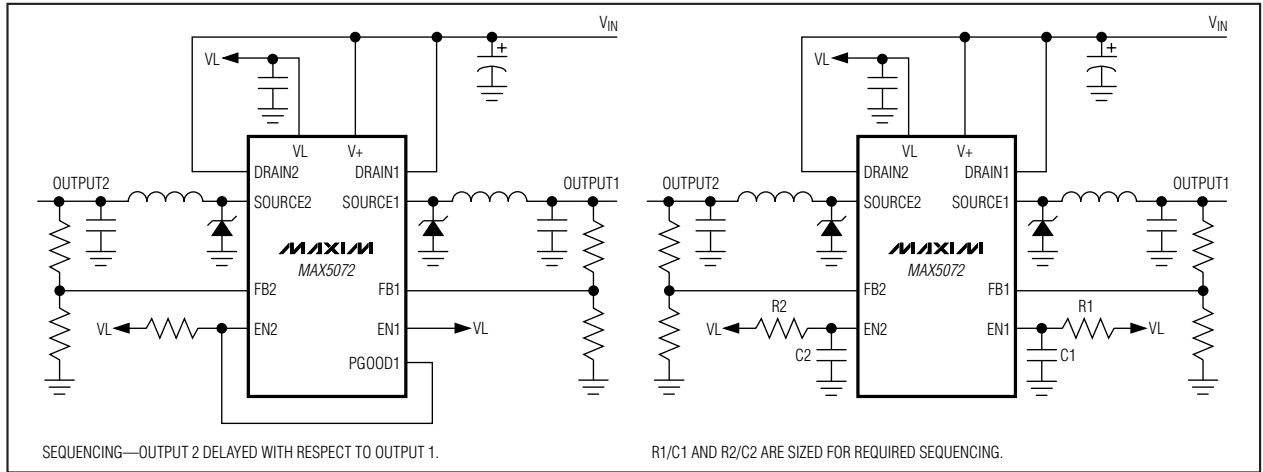 VIN
VL
VL
V+
DRAIN2
DRAIN1
OUTPUT2
OUTPUT1
SOURCE2
SOURCE1
MAXIM
MAX5072
FB2
FB1
VL
EN2
EN1
VL
PGOOD1
SEQUENCING—OUTPUT 2 DELAYED WITH RESPECT TO OUTPUT 1.
VIN
VL
VL
V+
DRAIN2
DRAIN1
OUTPUT2
OUTPUT1
SOURCE2
SOURCE1
MAXIM
MAX5072
FB2
FB1
R2
R1
VL
EN2
EN1
VL
C2
C1
R1/C1 AND R2/C2 ARE SIZED FOR REQUIRED SEQUENCING.